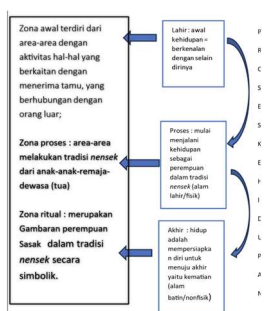 Zona awal terdiri dari
area-area dengan
aktivitas hal-hal yang
berkaitan dengan
menerima tamu, yang
berhubungan dengan
orang luar;
Zona proses : area-area
melakukan tradisi nensek
dari anak-anak-remaja-
dewasa (tua)
Zona ritual : merupakan
Gambaran perempuan
Sasak dalam tradisi
nensek secara
simbolik.
Lahir : awal
kehidupan =
berkenalan
dengan selain
dirinya
Proses : mulai
menjalani
kehidupan
sebagai
perempuan
dalam tradisi
nensek (alam
lahir/fisik)
Akhir : hidup
adalah
mempersiapka
n diri untuk
menuju akhir
yaitu kematian
(alam
batin/nonfisik)
P
R
O
S
E
S
K
E
H
I
D
U
P
A
N